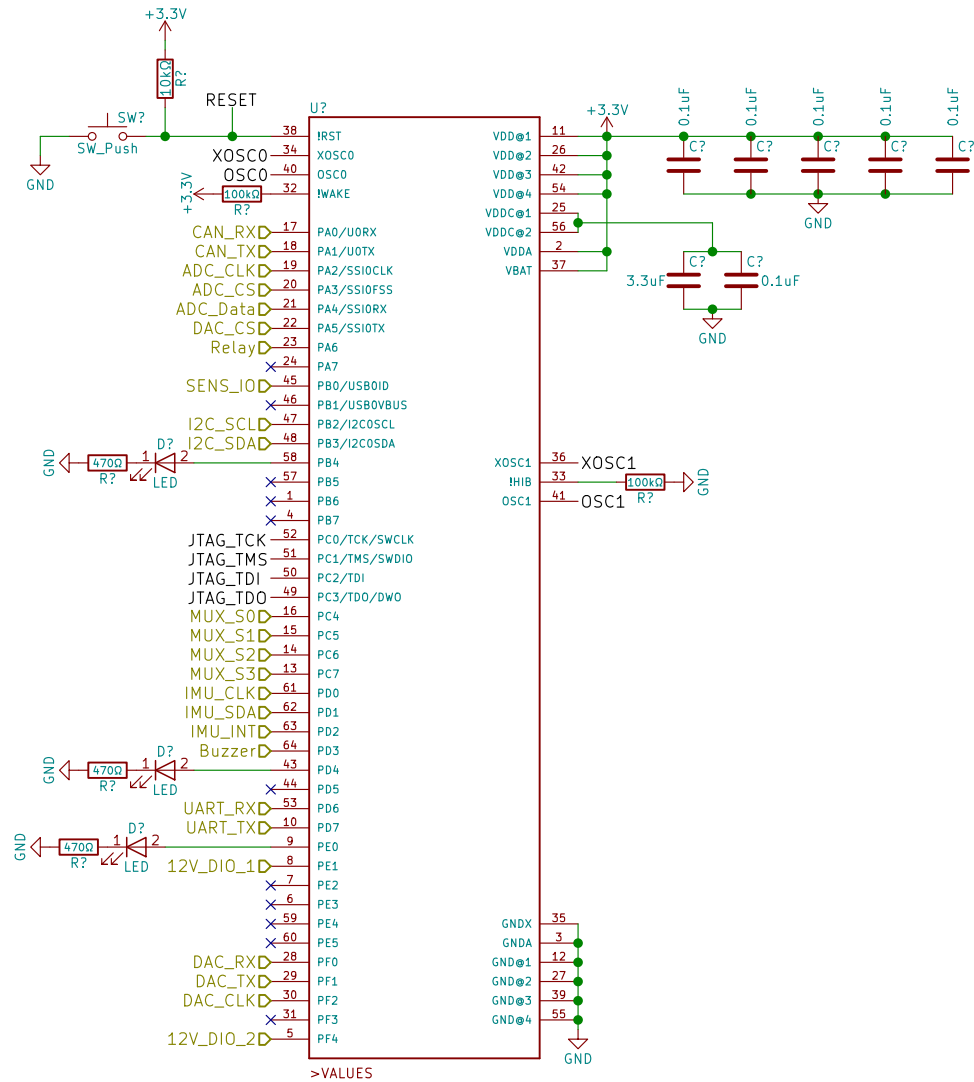 +3.3V
10kΩ
R?
RESET
SW?
SW_Push
GND
U?
38
!RST
XOSC0
34
XOSC0
OSC0
40
OSC0
+3.3V
100kΩ
R?
32
!WAKE
CAN_RX
17
PA0/U0RX
CAN_TX
18
PA1/U0TX
ADC_CLK
19
PA2/SSI0CLK
ADC_CS
20
PA3/SSI0FSS
ADC_Data
21
PA4/SSI0RX
DAC_CS
22
PA5/SSI0TX
Relay
23
PA6
24
PA7
SENS_IO
45
PB0/USB0ID
46
PB1/USB0VBUS
I2C_SCL
47
PB2/I2C0SCL
I2C_SDA
48
PB3/I2C0SDA
GND
470Ω
R?
D?
1
2
LED
58
PB4
57
PB5
1
PB6
4
PB7
JTAG_TCK
52
PC0/TCK/SWCLK
JTAG_TMS
51
PC1/TMS/SWDIO
JTAG_TDI
50
PC2/TDI
JTAG_TDO
49
PC3/TDO/DWO
MUX_S0
16
PC4
MUX_S1
15
PC5
MUX_S2
14
PC6
MUX_S3
13
PC7
IMU_CLK
61
PD0
IMU_SDA
62
PD1
IMU_INT
63
PD2
Buzzer
64
PD3
GND
470Ω
R?
D?
1
2
LED
43
PD4
44
PD5
UART_RX
53
PD6
UART_TX
10
PD7
GND
470Ω
R?
D?
1
2
LED
9
PE0
12V_DIO_1
8
PE1
7
PE2
6
PE3
59
PE4
60
PE5
DAC_RX
28
PF0
DAC_TX
29
PF1
DAC_CLK
30
PF2
31
PF3
12V_DIO_2
5
PF4
>VALUES
VDD@1
11
VDD@2
26
VDD@3
42
VDD@4
54
VDDC@1
25
VDDC@2
56
VDDA
2
VBAT
37
+3.3V
0.1uF
C?
0.1uF
C?
0.1uF
C?
0.1uF
C?
0.1uF
C?
GND
C?
3.3uF
C?
0.1uF
GND
XOSC1
36
XOSC1
!HIB
33
100kΩ
R?
GND
OSC1
41
OSC1
GNDX
35
GNDA
3
GND@1
12
GND@2
27
GND@3
39
GND@4
55
GND